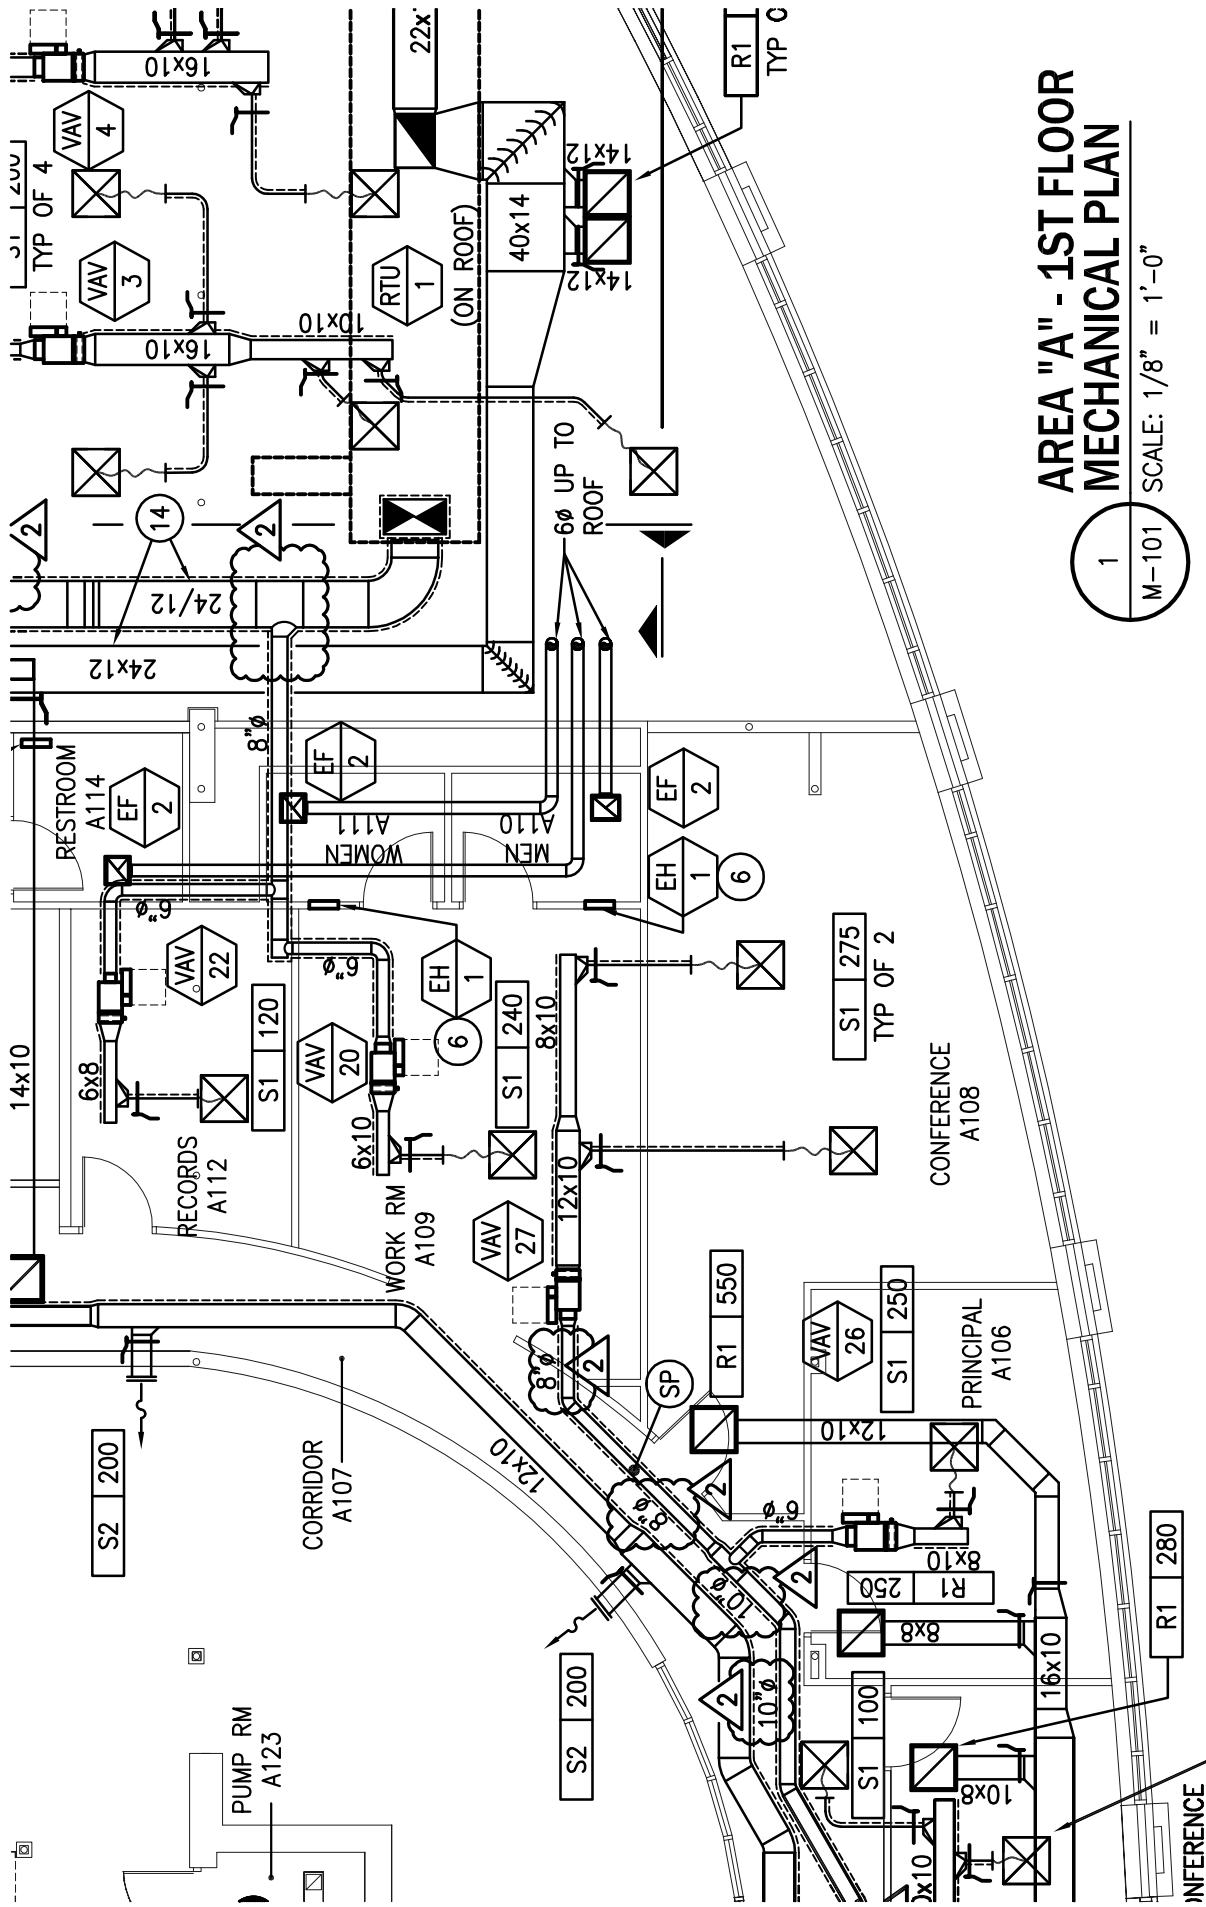 AREA "A" - 1ST FLOOR
MECHANICAL PLAN
1
M-101
SCALE: 1/8" = 1'-0"
16x10
VAV
4
TYP OF 4
VAV
3
16x10
10x10
RTU
1
(ON ROOF)
40x14
14x12
14x12
R1
TYP
14
2
2
24/12
24x12
6ø UP TO
ROOF
8"ø
RESTROOM
A114
EF
2
EF
2
EF
2
WOMEN
A111
MEN
A110
EH
1
6
6"ø
VAV
22
6"ø
EH
1
6
S1 120
VAV
20
S1 240
8x10
S1 275
TYP OF 2
14x10
6x8
6x10
12x10
RECORDS
A112
WORK RM
A109
VAV
27
CONFERENCE
A108
8"ø
2
SP
R1 550
VAV
26
S1 250
PRINCIPAL
A106
12x10
S2 200
CORRIDOR
A107
12x10
8"ø
2
6"ø
8x10
10"ø
2
R1 250
8x8
R1 280
16x10
S2 200
2
10"ø
S1 100
10x8
PUMP RM
A123